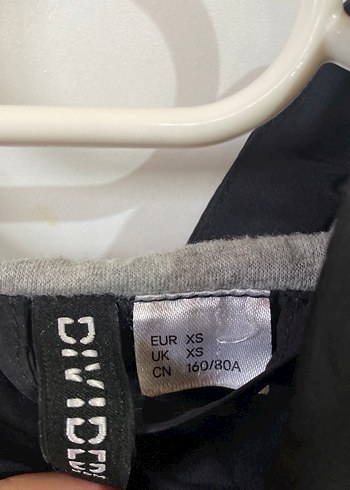 EUR XS
UK XS
CN 160/80A
DIVIDED